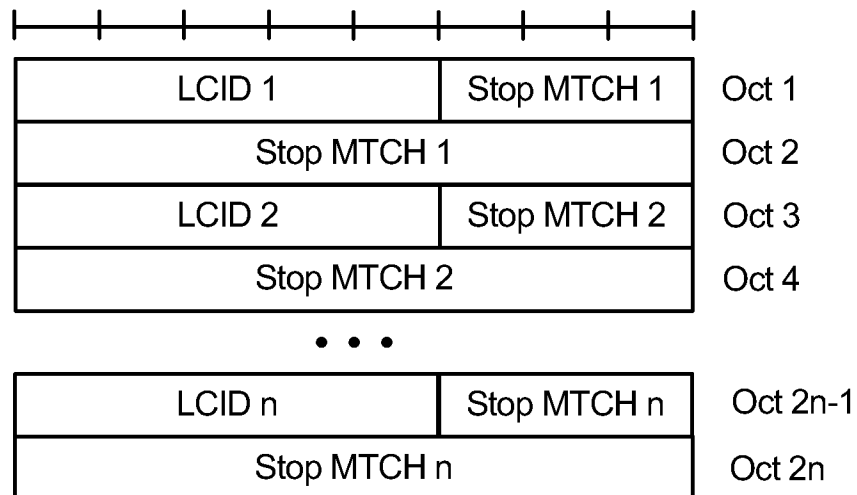 LCID 1 Stop MTCH 1 Oct 1
Stop MTCH 1 Oct 2
LCID 2 Stop MTCH 2 Oct 3
Stop MTCH 2 Oct 4
• • •
LCID n Stop MTCH n Oct 2n-1
Stop MTCH n Oct 2n